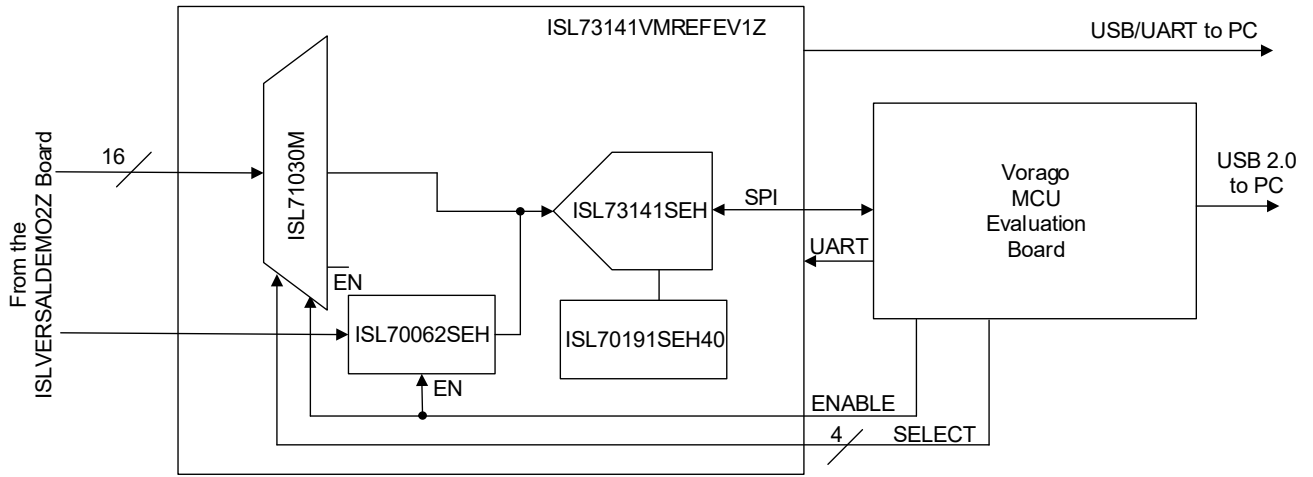 ISL73141VMREFEV1Z
USB/UART to PC
From the
ISLVERSALDEMO2Z Board
16
ISL71030M
EN
ISL70062SEH
EN
ISL73141SEH
ISL70191SEH40
SPI
UART
Vorago
MCU
Evaluation
Board
USB 2.0
to PC
ENABLE
4
SELECT